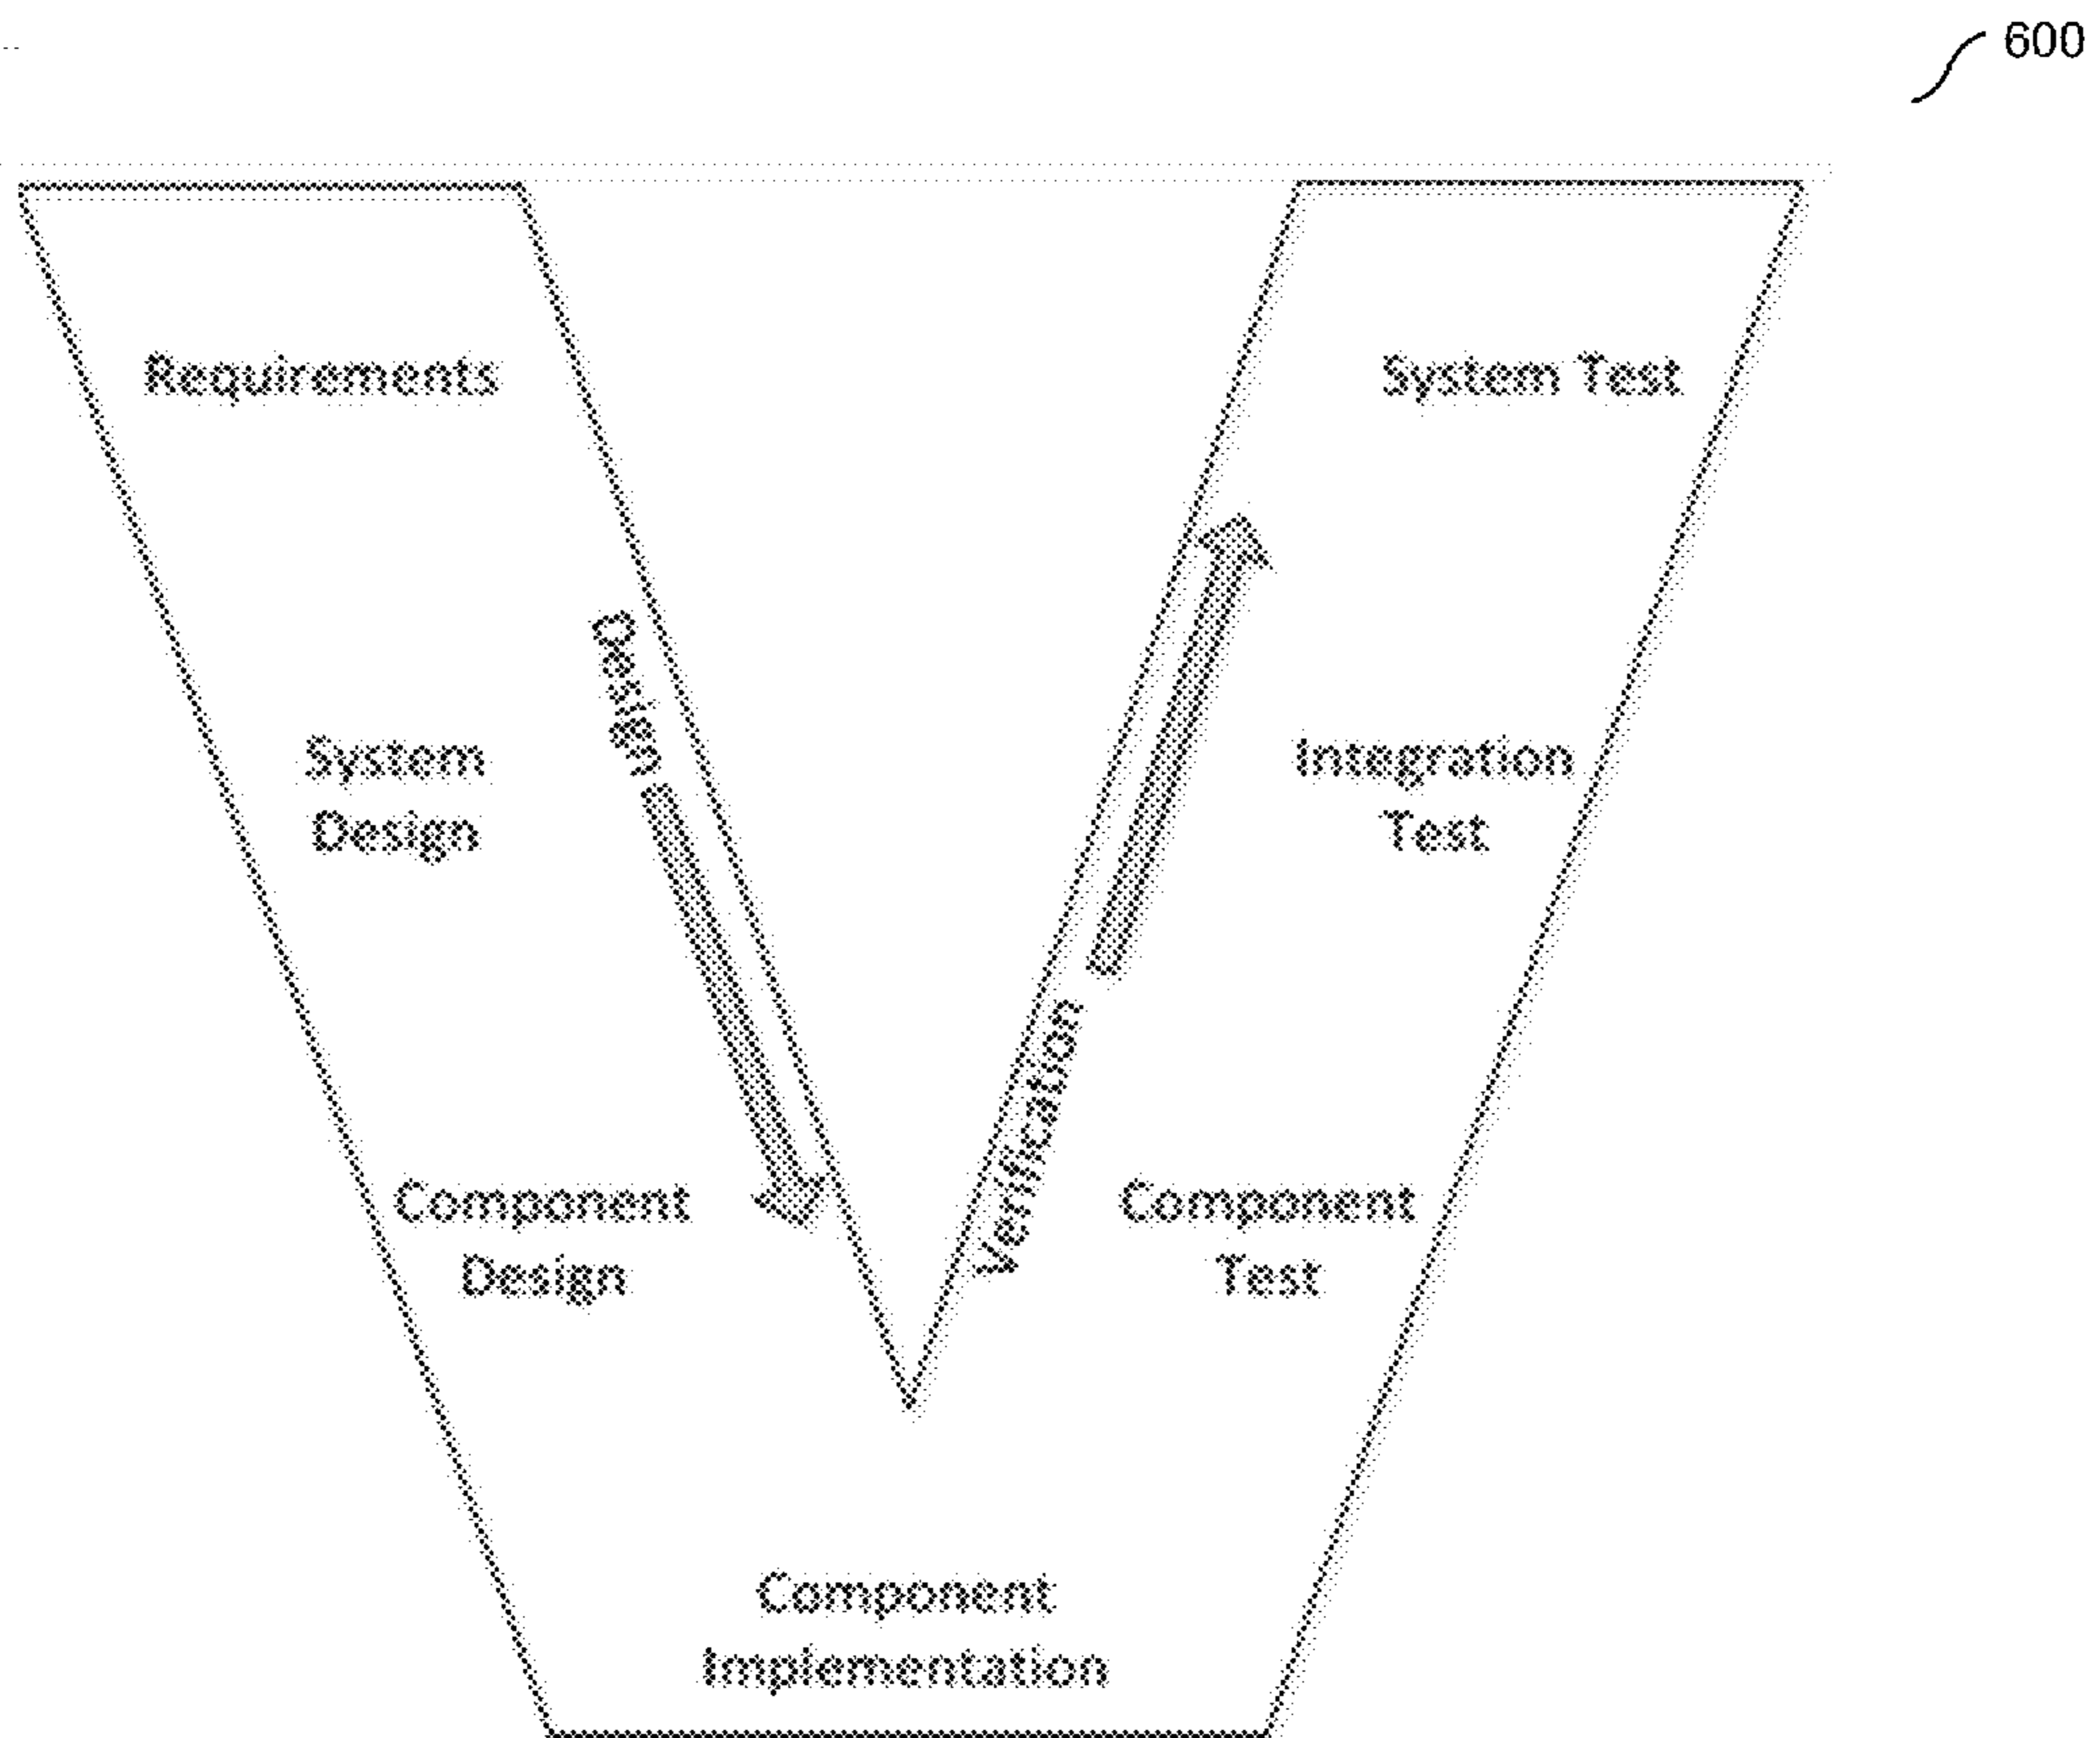 600
Requirements
System Test
Design
System
Design
Integration
Test
Verification
Component
Design
Component
Test
Component
Implementation